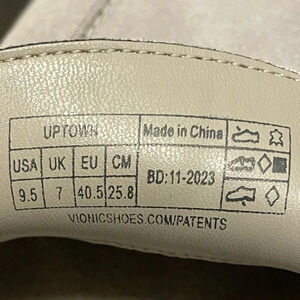 UPTOWN
Made in China
USA UK EU CM
BD:11-2023
9.5 7 40.5 25.8
VIONICSHOES.COM/PATENTS